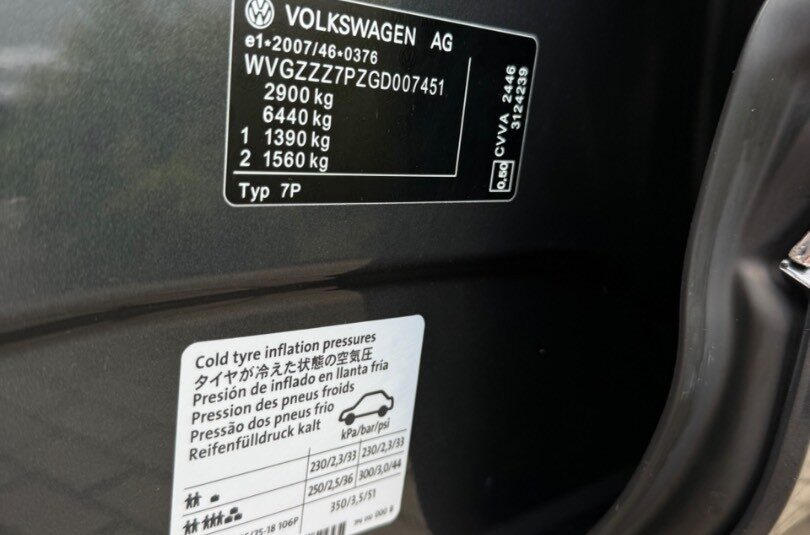 VOLKSWAGEN AG
e1*2007/46*0376
WVGZZZ7PZGD007451
2900 kg
6440 kg
1 1390 kg
2 1560 kg
Typ 7P
0.50 CVVA 2446
3124239
Cold tyre inflation pressures
タイヤが冷えた状態の空気圧
Presión de inflado en llanta fría
Pression des pneus froids
Pressão dos pneus frio
Reifenfülldruck kalt
kPa/bar/psi
230/2,3/33 230/2,3/33
250/2,5/36 300/3,0/44
350/3,5/51
75-18 106P